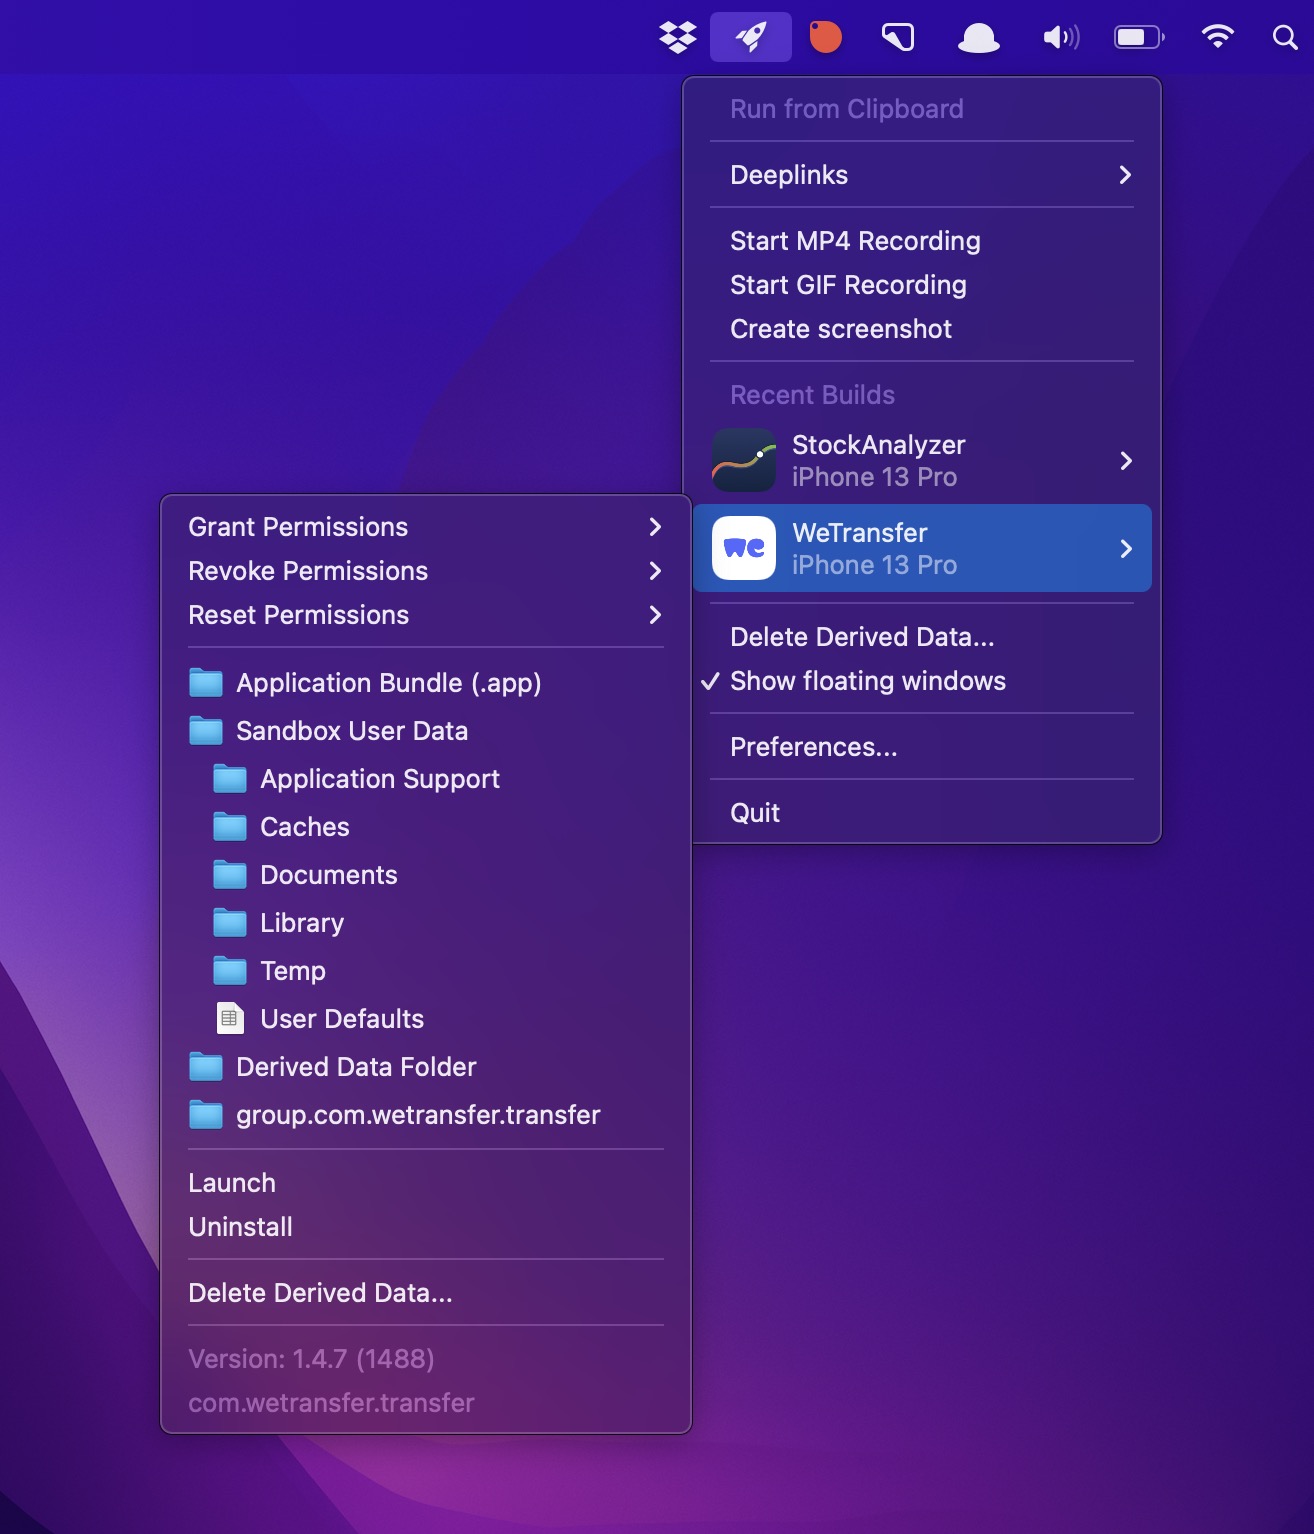 Run from Clipboard
Deeplinks
Start MP4 Recording
Start GIF Recording
Create screenshot
Recent Builds
StockAnalyzer
iPhone 13 Pro
we
WeTransfer
iPhone 13 Pro
Delete Derived Data...
Show floating windows
Preferences...
Quit
Grant Permissions
Revoke Permissions
Reset Permissions
Application Bundle (.app)
Sandbox User Data
Application Support
Caches
Documents
Library
Temp
User Defaults
Derived Data Folder
group.com.wetransfer.transfer
Launch
Uninstall
Delete Derived Data...
Version: 1.4.7 (1488)
com.wetransfer.transfer